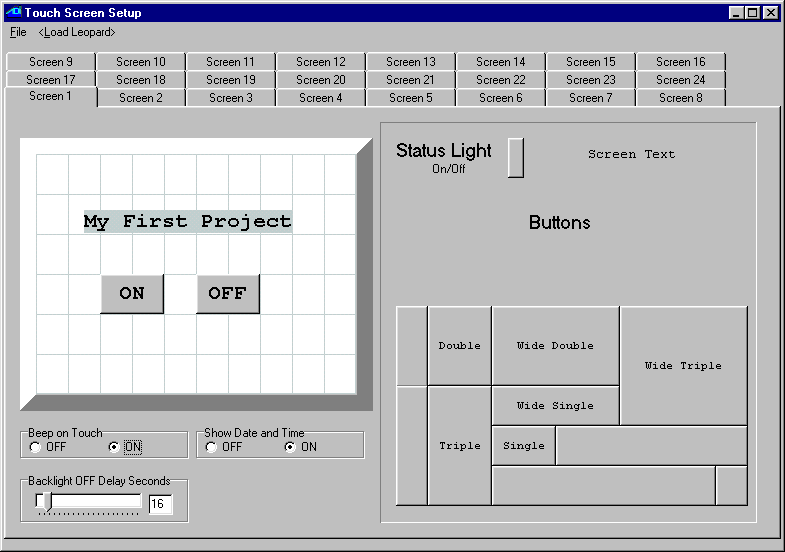 Touch Screen Setup
File <Load Leopard>
Screen 9 Screen 10 Screen 11 Screen 12 Screen 13 Screen 14 Screen 15 Screen 16
Screen 17 Screen 18 Screen 19 Screen 20 Screen 21 Screen 22 Screen 23 Screen 24
Screen 1 Screen 2 Screen 3 Screen 4 Screen 5 Screen 6 Screen 7 Screen 8
My First Project
ON OFF
Beep on Touch
OFF ON
Show Date and Time
OFF ON
Backlight OFF Delay Seconds
16
Status Light
On/Off
Screen Text
Buttons
Double Wide Double Wide Triple
Wide Single
Triple Single